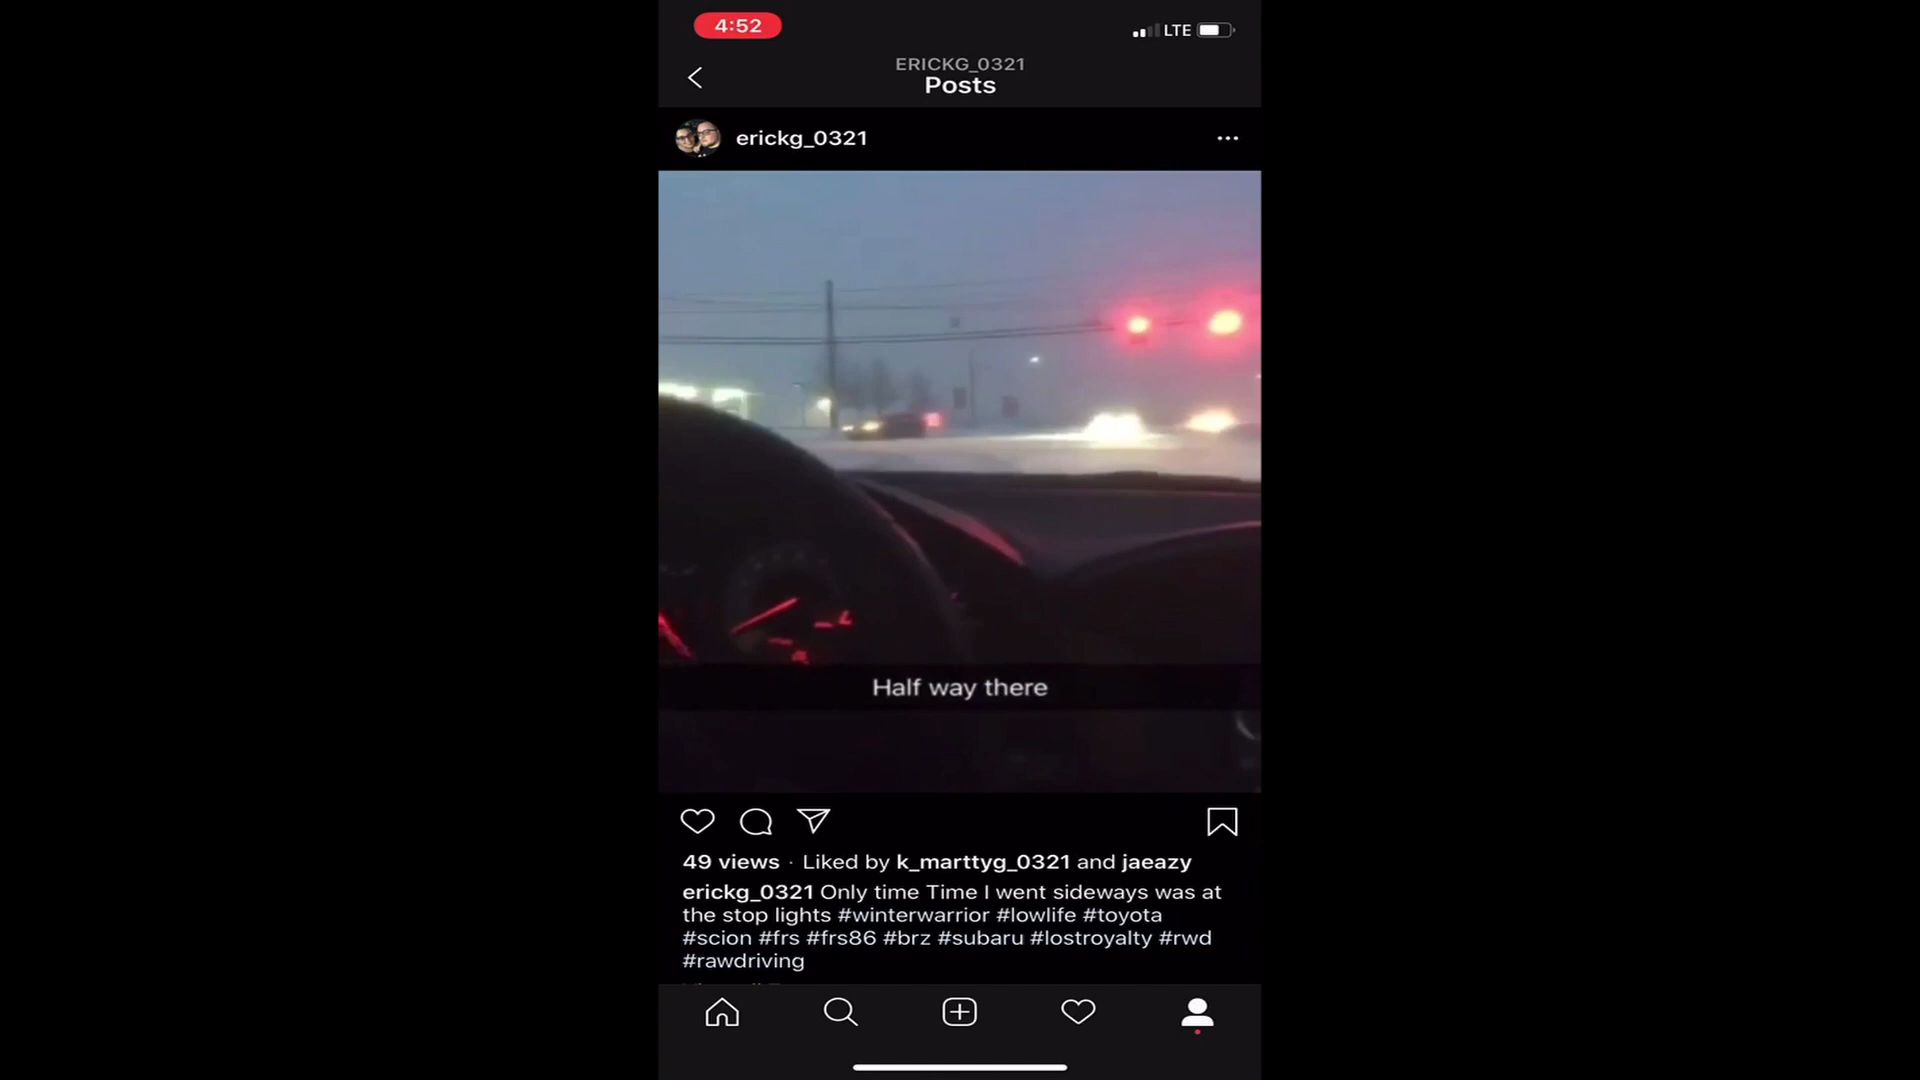 4:52
LTE
ERICKG_0321
Posts
erickg_0321
Half way there
49 views · Liked by k_marttyg_0321 and jaeazy
erickg_0321 Only time Time I went sideways was at
the stop lights #winterwarrior #lowlife #toyota
#scion #frs #frs86 #brz #subaru #lostroyalty #rwd
#rawdriving